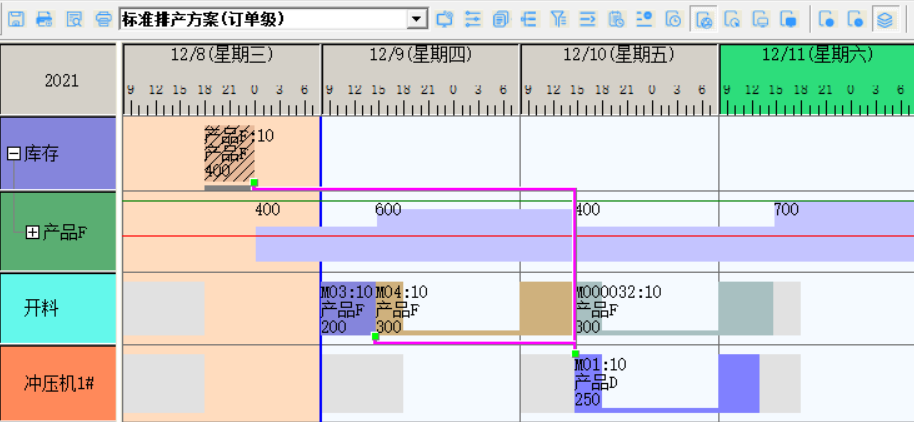 标准排产方案(订单级)
2021
12/8(星期三)
12/9(星期四)
12/10(星期五)
12/11(星期六)
9 12 15 18 21 0 3 6
9 12 15 18 21 0 3 6
9 12 15 18 21 0 3 6
9 12 15 18 21 0 3 6
库存
产品F:10
产品F
400
产品F
400
600
400
700
开料
M03:10
产品F
200
M04:10
产品F
300
M000032:10
产品F
300
冲压机1#
M01:10
产品D
250